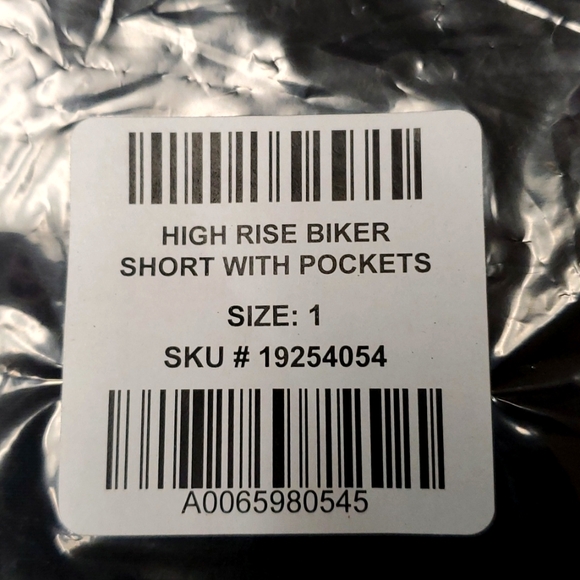 HIGH RISE BIKER
SHORT WITH POCKETS
SIZE: 1
SKU # 19254054
A0065980545